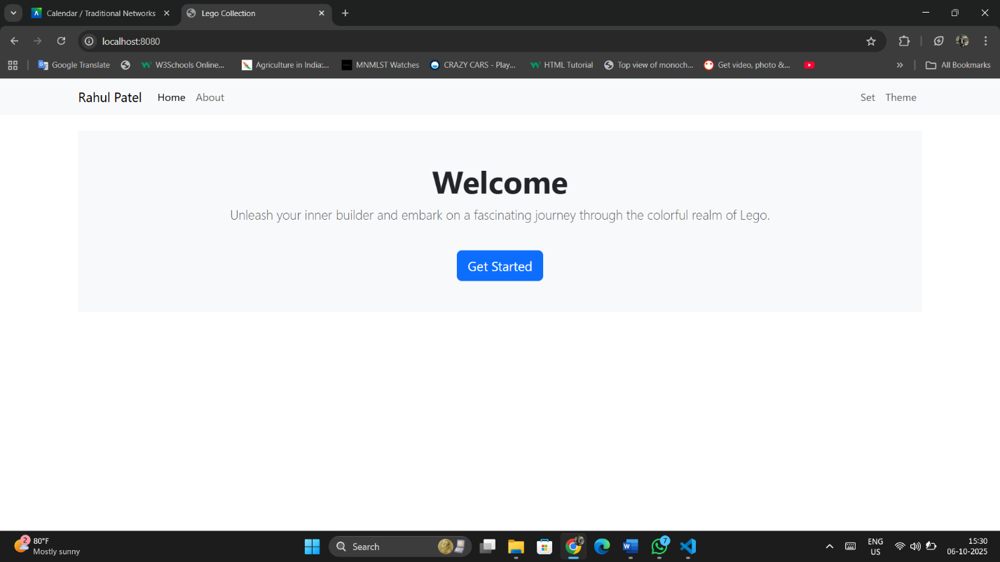 Calendar / Traditional Networks
Lego Collection
localhost:8080
Google Translate
W3Schools Online...
Agriculture in India:...
MNMLST Watches
CRAZY CARS - Play...
HTML Tutorial
Top view of monoch...
Get video, photo &...
All Bookmarks
Rahul Patel Home About Set Theme
Welcome
Unleash your inner builder and embark on a fascinating journey through the colorful realm of Lego.
Get Started
2
80°F
Mostly sunny
Search
7
ENG
US
15:30
06-10-2025